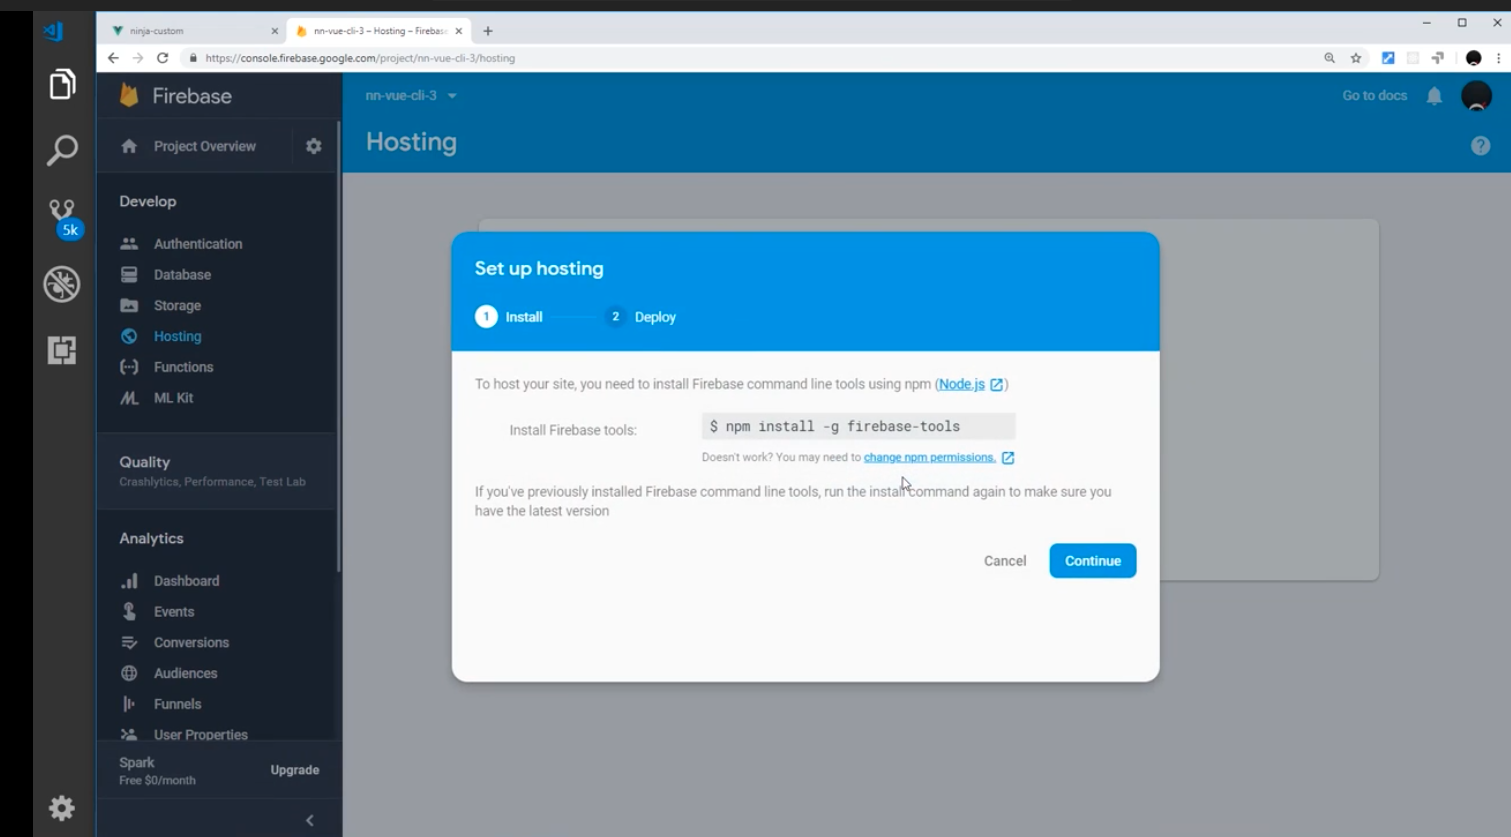 ninja-custom
nn-vue-cli-3 – Hosting – Firebase
https://console.firebase.google.com/project/nn-vue-cli-3/hosting
Firebase
nn-vue-cli-3
Go to docs
Project Overview
Hosting
Develop
5k
Authentication
Database
Storage
Hosting
Functions
ML Kit
Quality
Crashlytics, Performance, Test Lab
Analytics
Dashboard
Events
Conversions
Audiences
Funnels
User Properties
Spark
Free $0/month
Upgrade
Set up hosting
1 Install
2 Deploy
To host your site, you need to install Firebase command line tools using npm (Node.js)
Install Firebase tools:
$ npm install -g firebase-tools
Doesn't work? You may need to change npm permissions.
If you've previously installed Firebase command line tools, run the install command again to make sure you
have the latest version
Cancel
Continue